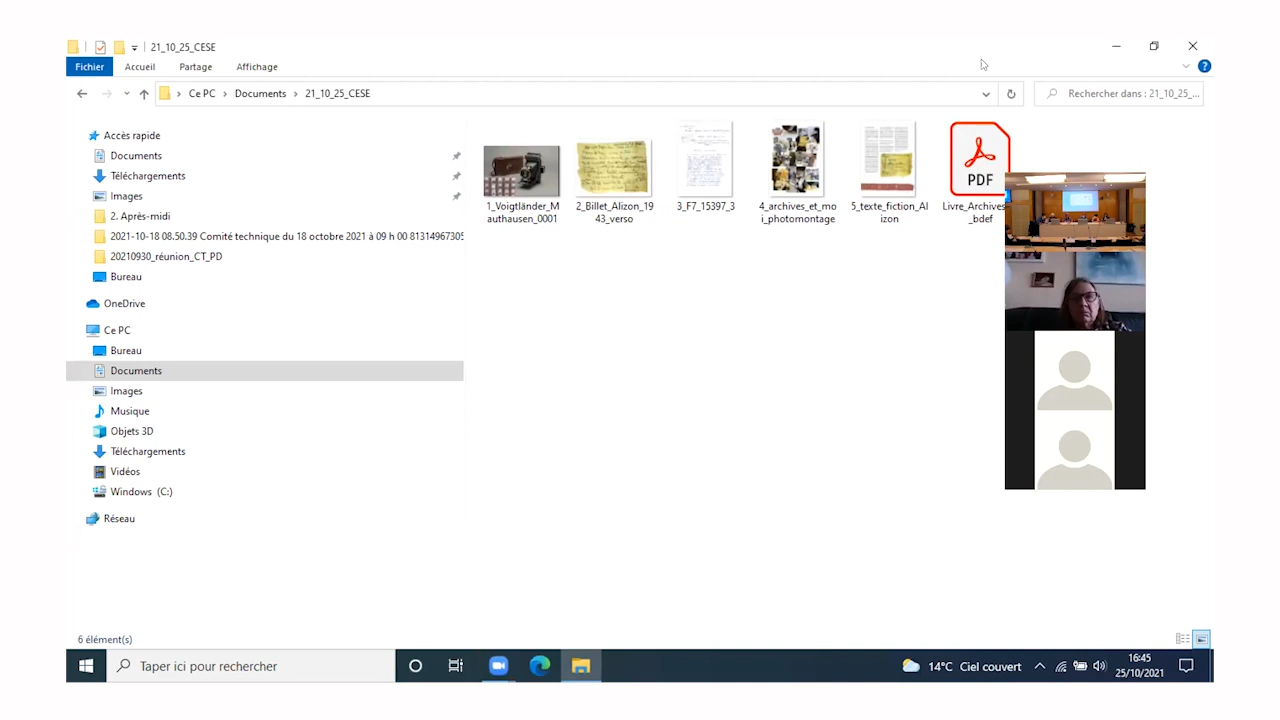 21_10_25_CESE
Fichier Accueil Partage Affichage
Ce PC Documents 21_10_25_CESE
Rechercher dans : 21_10_25_...
Accès rapide
Documents
Téléchargements
Images
2. Après-midi
2021-10-18 08.50.39 Comité technique du 18 octobre 2021 à 09 h 00 81314967305
20210930_réunion_CT_PD
Bureau
OneDrive
Ce PC
Bureau
Documents
Images
Musique
Objets 3D
Téléchargements
Vidéos
Windows (C:)
Réseau
1_Voigtländer_M
authausen_0001
2_Billet_Alizon_19
43_verso
3_F7_15397_3
4_archives_et_mo
i_photomontage
5_texte_fiction_Al
izon
PDF
Livre_Archives
_bdef
6 élément(s)
Taper ici pour rechercher
14°C Ciel couvert
16:45
25/10/2021